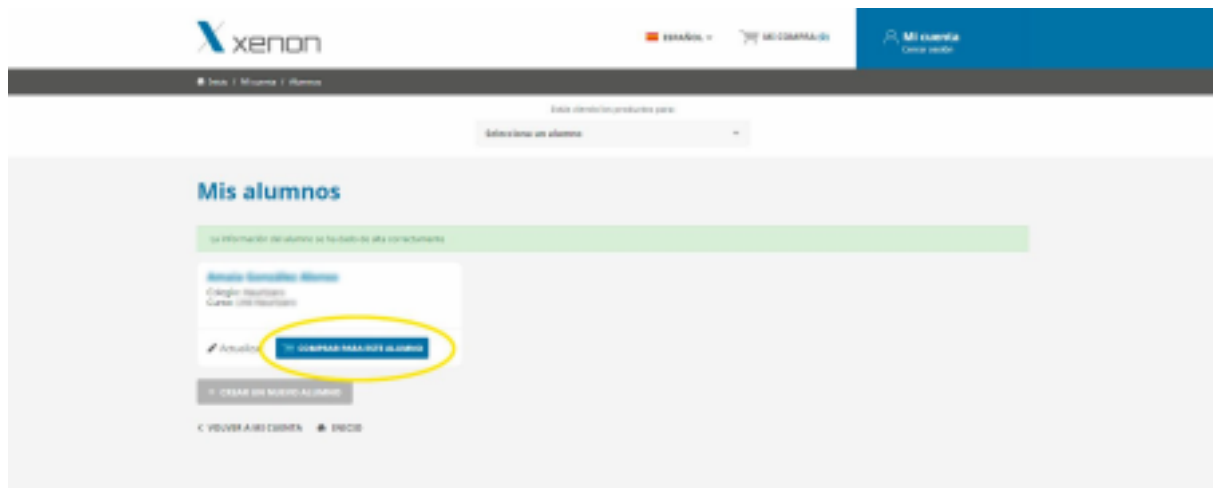 xenon
ESPAÑOL
MI COMPRA (0)
Mi cuenta
Cerrar sesión
Inicio / Mi cuenta / Alumnos
Estás viendo los productos para:
Selecciona un alumno
Mis alumnos
La información del alumno se ha dado de alta correctamente
Colegio:
Curso:
Actualizar
COMPRAR PARA ESTE ALUMNO
+ CREAR UN NUEVO ALUMNO
< VOLVER A MI CUENTA INICIO